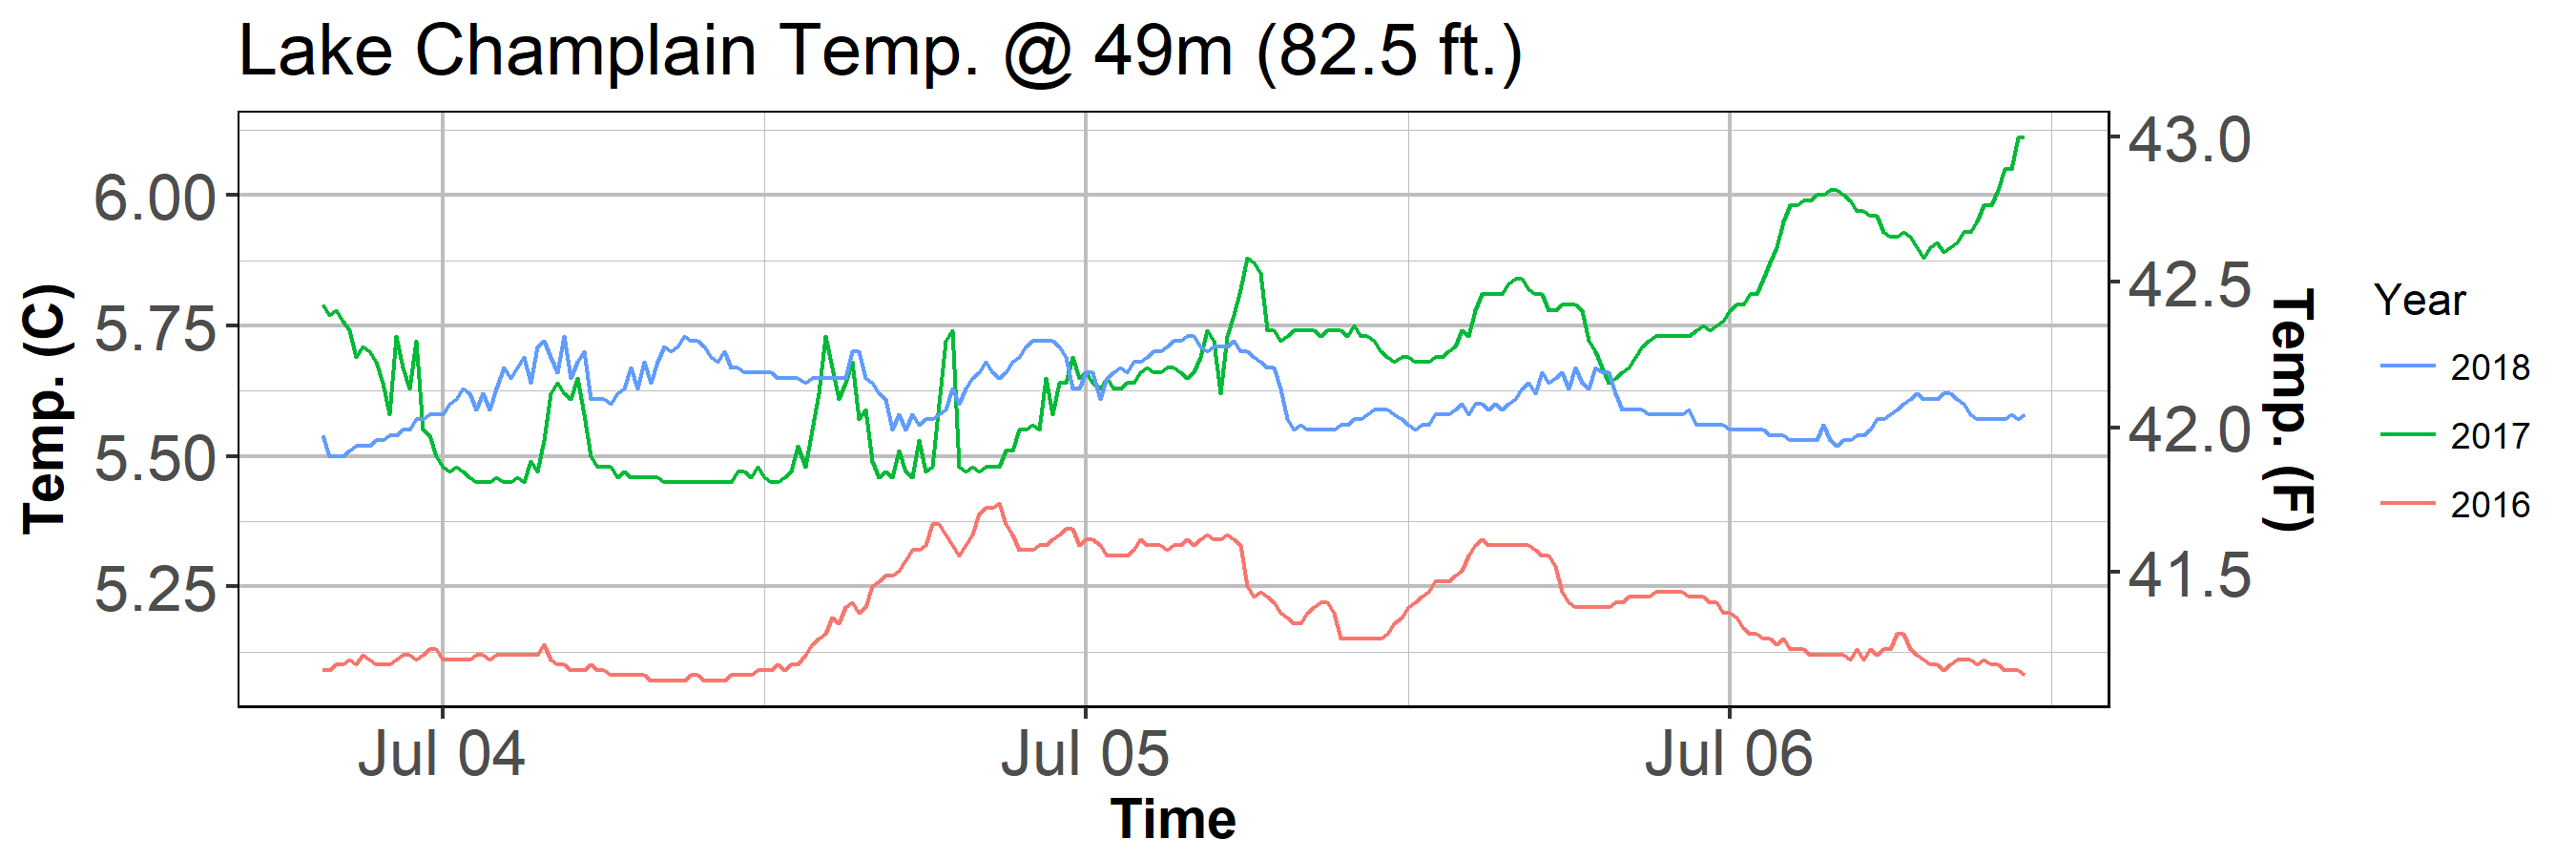 Lake Champlain Temp. @ 49m (82.5 ft.)
Temp. (C)
6.00
5.75
5.50
5.25
43.0
42.5
42.0
41.5
Temp. (F)
Jul 04
Jul 05
Jul 06
Time
Year
2018
2017
2016